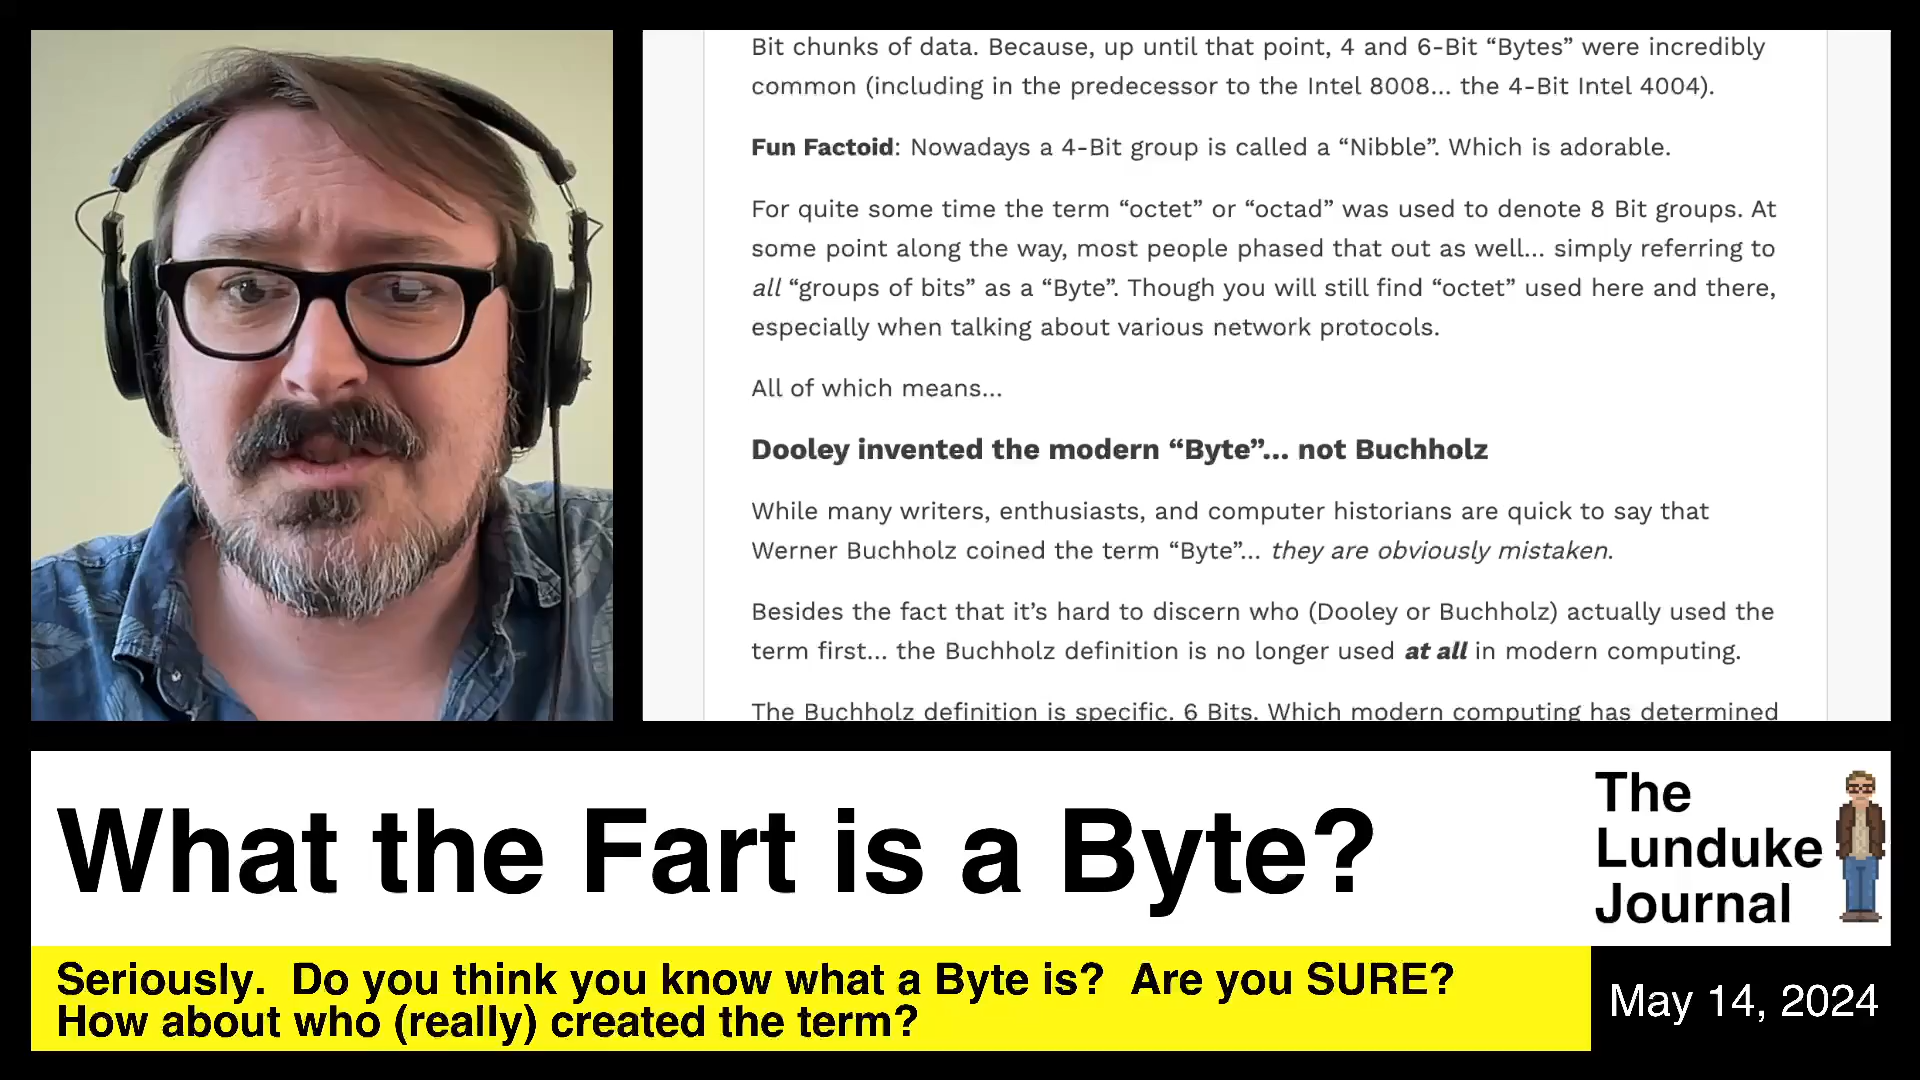 Bit chunks of data. Because, up until that point, 4 and 6-Bit “Bytes” were incredibly
common (including in the predecessor to the Intel 8008… the 4-Bit Intel 4004).
Fun Factoid: Nowadays a 4-Bit group is called a “Nibble”. Which is adorable.
For quite some time the term “octet” or “octad” was used to denote 8 Bit groups. At
some point along the way, most people phased that out as well… simply referring to
all “groups of bits” as a “Byte”. Though you will still find “octet” used here and there,
especially when talking about various network protocols.
All of which means…
Dooley invented the modern “Byte”… not Buchholz
While many writers, enthusiasts, and computer historians are quick to say that
Werner Buchholz coined the term “Byte”… they are obviously mistaken.
Besides the fact that it’s hard to discern who (Dooley or Buchholz) actually used the
term first… the Buchholz definition is no longer used at all in modern computing.
The Buchholz definition is specific. 6 Bits. Which modern computing has determined
What the Fart is a Byte?
The
Lunduke
Journal
Seriously.  Do you think you know what a Byte is?  Are you SURE?
How about who (really) created the term?
May 14, 2024